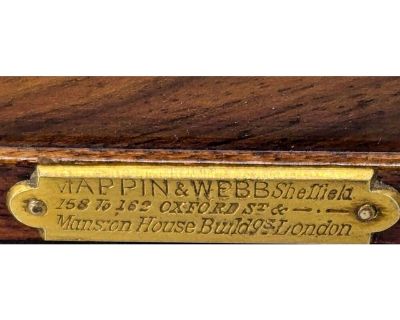 MAPPIN & WEBB Sheffield
158 To 162 OXFORD ST & —·—
Mansion House Buildgs London